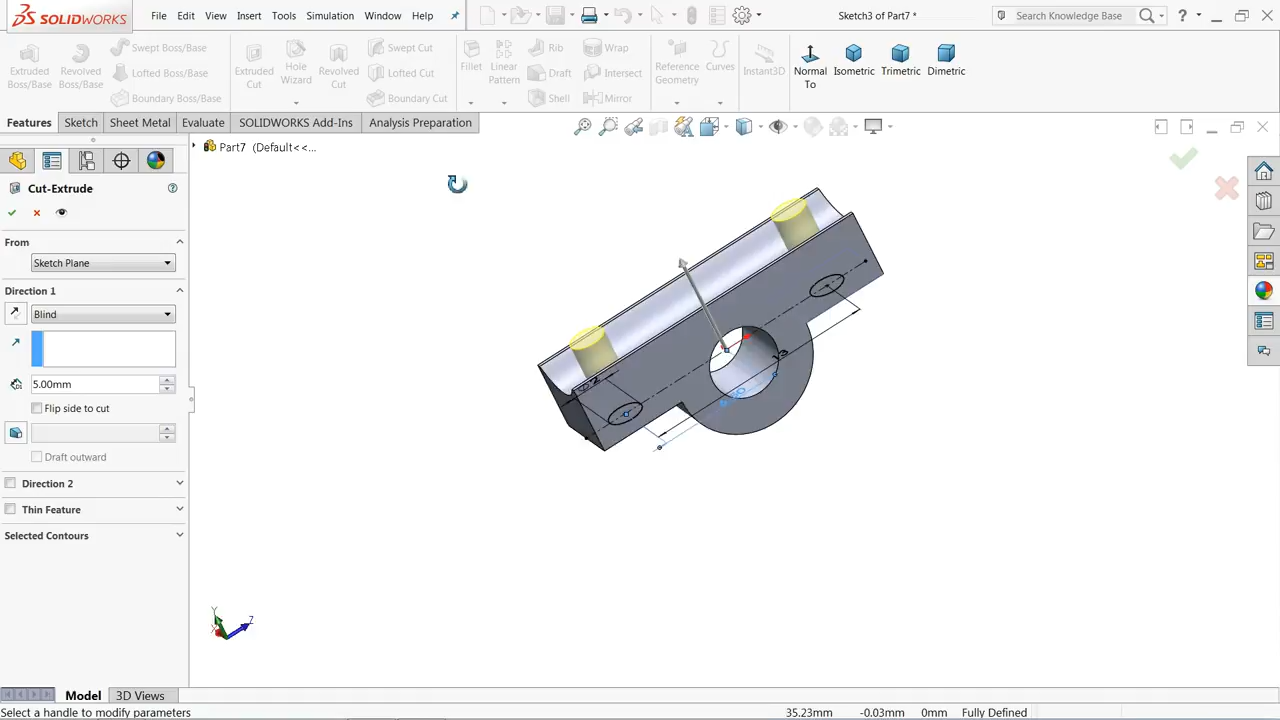 SOLIDWORKS File Edit View Insert Tools Simulation Window Help Sketch3 of Part7 * Search Knowledge Base
Extruded Boss/Base
Revolved Boss/Base
Swept Boss/Base
Lofted Boss/Base
Boundary Boss/Base
Extruded Cut
Hole Wizard
Revolved Cut
Swept Cut
Lofted Cut
Boundary Cut
Fillet
Linear Pattern
Rib
Draft
Shell
Wrap
Intersect
Mirror
Reference Geometry
Curves
Instant3D
Normal To
Isometric
Trimetric
Dimetric
Features Sketch Sheet Metal Evaluate SOLIDWORKS Add-Ins Analysis Preparation
Part7 (Default<<...
Cut-Extrude
From
Sketch Plane
Direction 1
Blind
5.00mm
Flip side to cut
Draft outward
Direction 2
Thin Feature
Selected Contours
Y
Z
Model 3D Views
Select a handle to modify parameters 35.23mm -0.03mm 0mm Fully Defined